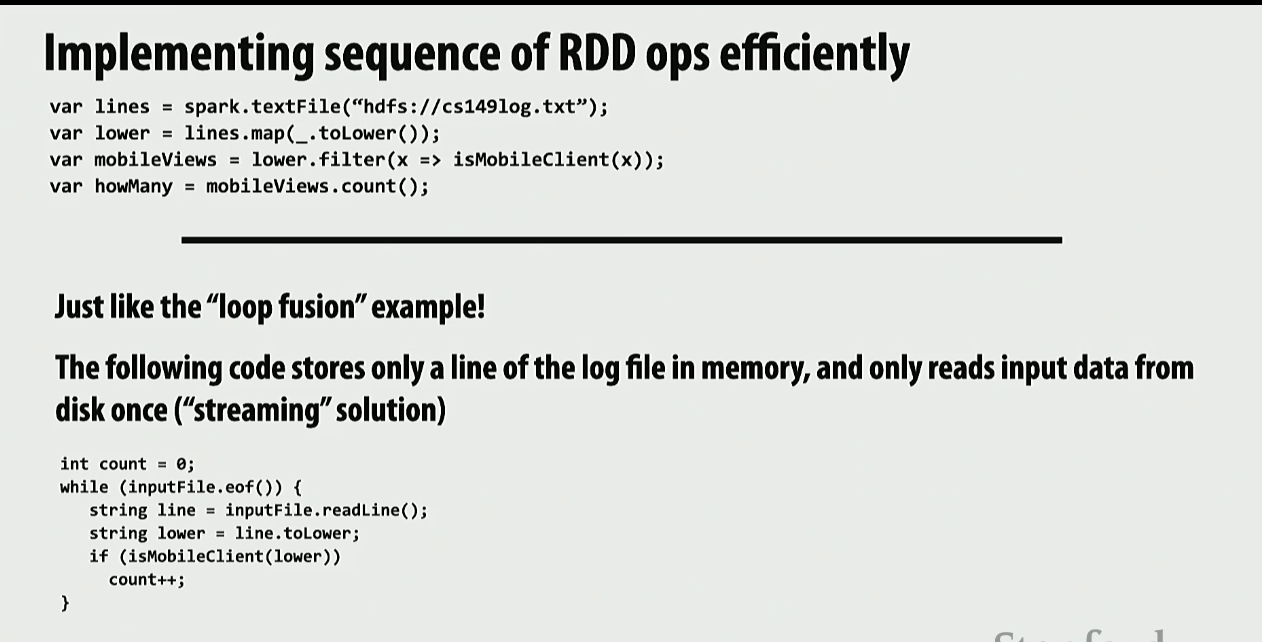 Implementing sequence of RDD ops efficiently
var lines = spark.textFile(“hdfs://cs149log.txt”);
var lower = lines.map(_.toLower());
var mobileViews = lower.filter(x => isMobileClient(x));
var howMany = mobileViews.count();
Just like the “loop fusion” example!
The following code stores only a line of the log file in memory, and only reads input data from
disk once (“streaming” solution)
int count = 0;
while (inputFile.eof()) {
string line = inputFile.readLine();
string lower = line.toLower;
if (isMobileClient(lower))
count++;
}